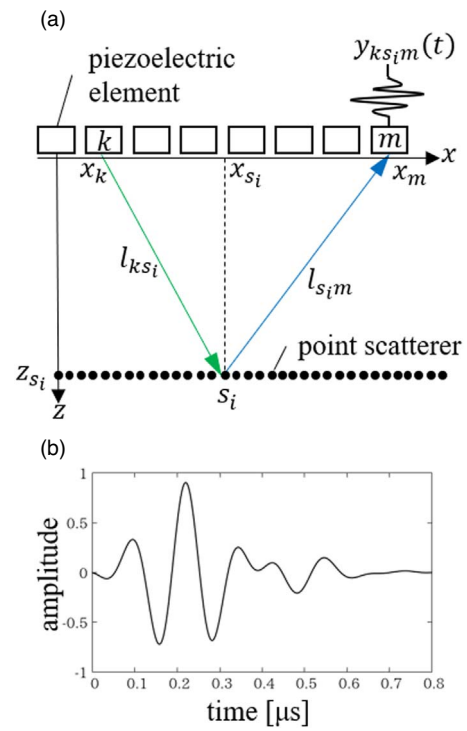 (a)
y_{ks_im}(t)
piezoelectric
element
k
m
x
x_k
x_{s_i}
x_m
l_{ks_i}
l_{s_im}
point scatterer
z_{s_i}
s_i
z
(b)
1
0.5
0
-0.5
-1
amplitude
0 0.1 0.2 0.3 0.4 0.5 0.6 0.7 0.8
time [μs]